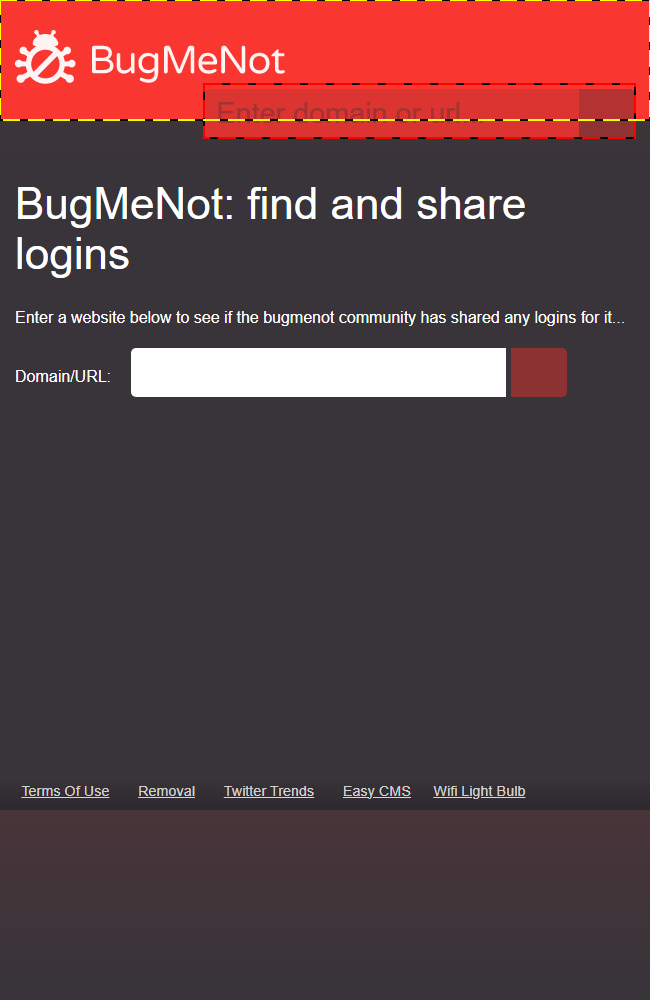 BugMeNot
Enter domain or url
BugMeNot: find and share
logins
Enter a website below to see if the bugmenot community has shared any logins for it...
Domain/URL:
Terms Of Use Removal Twitter Trends Easy CMS Wifi Light Bulb